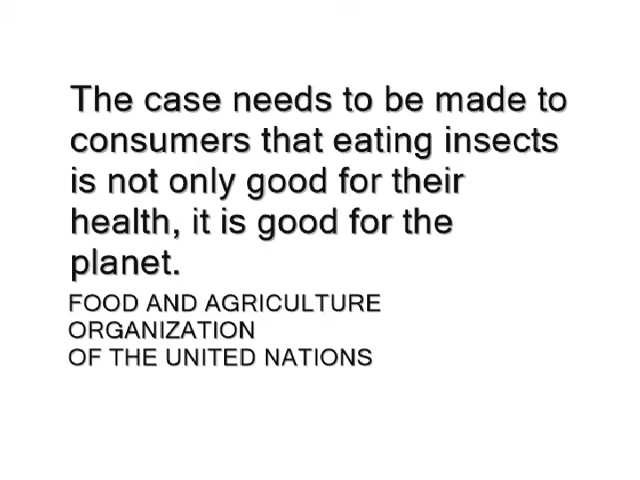 The case needs to be made to
consumers that eating insects
is not only good for their
health, it is good for the
planet.
FOOD AND AGRICULTURE
ORGANIZATION
OF THE UNITED NATIONS